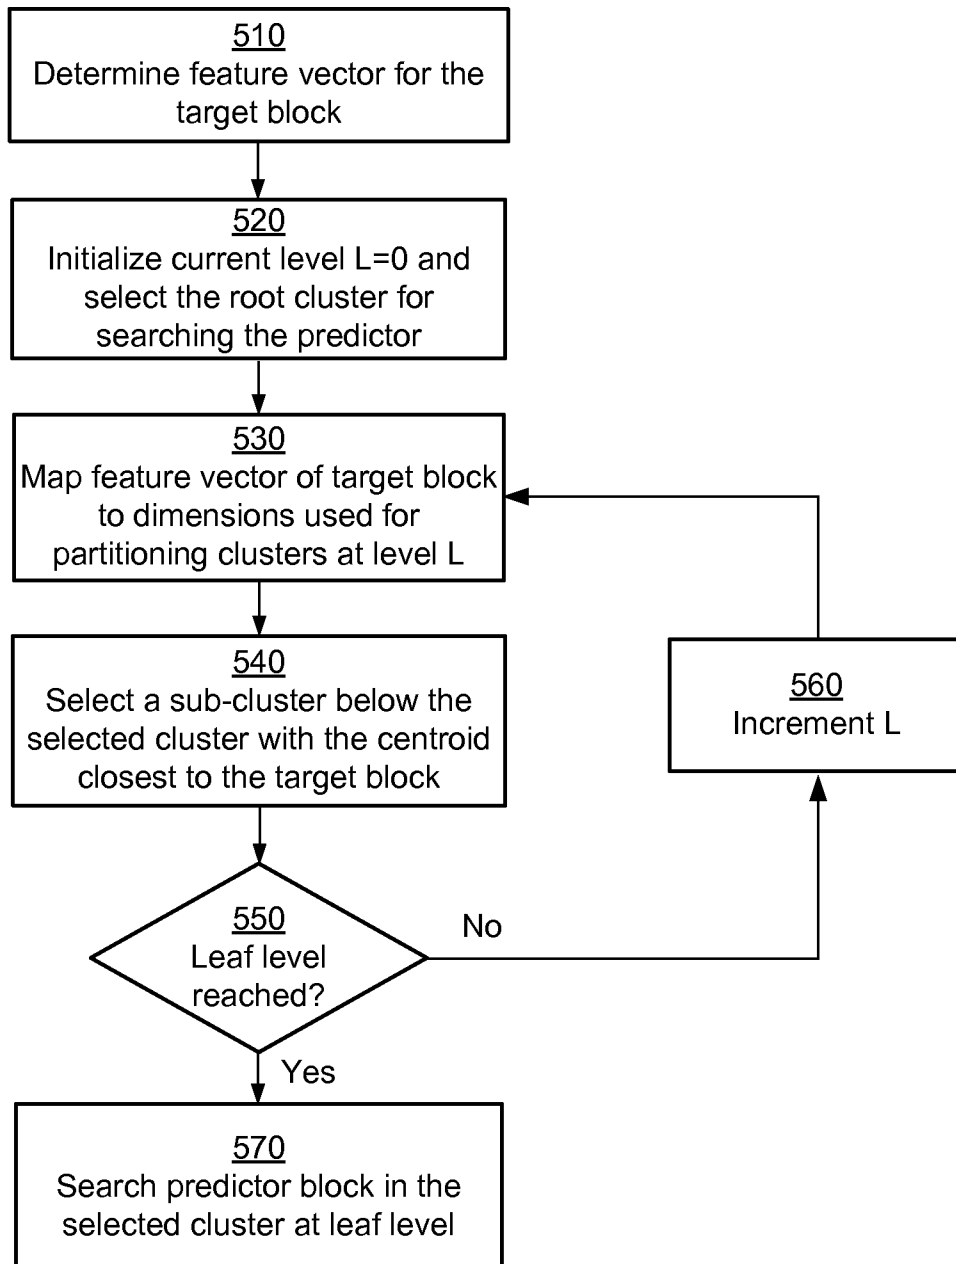 510
Determine feature vector for the
target block
520
Initialize current level L=0 and
select the root cluster for
searching the predictor
530
Map feature vector of target block
to dimensions used for
partitioning clusters at level L
540
Select a sub-cluster below the
selected cluster with the centroid
closest to the target block
560
Increment L
550
Leaf level
reached?
No
Yes
570
Search predictor block in the
selected cluster at leaf level